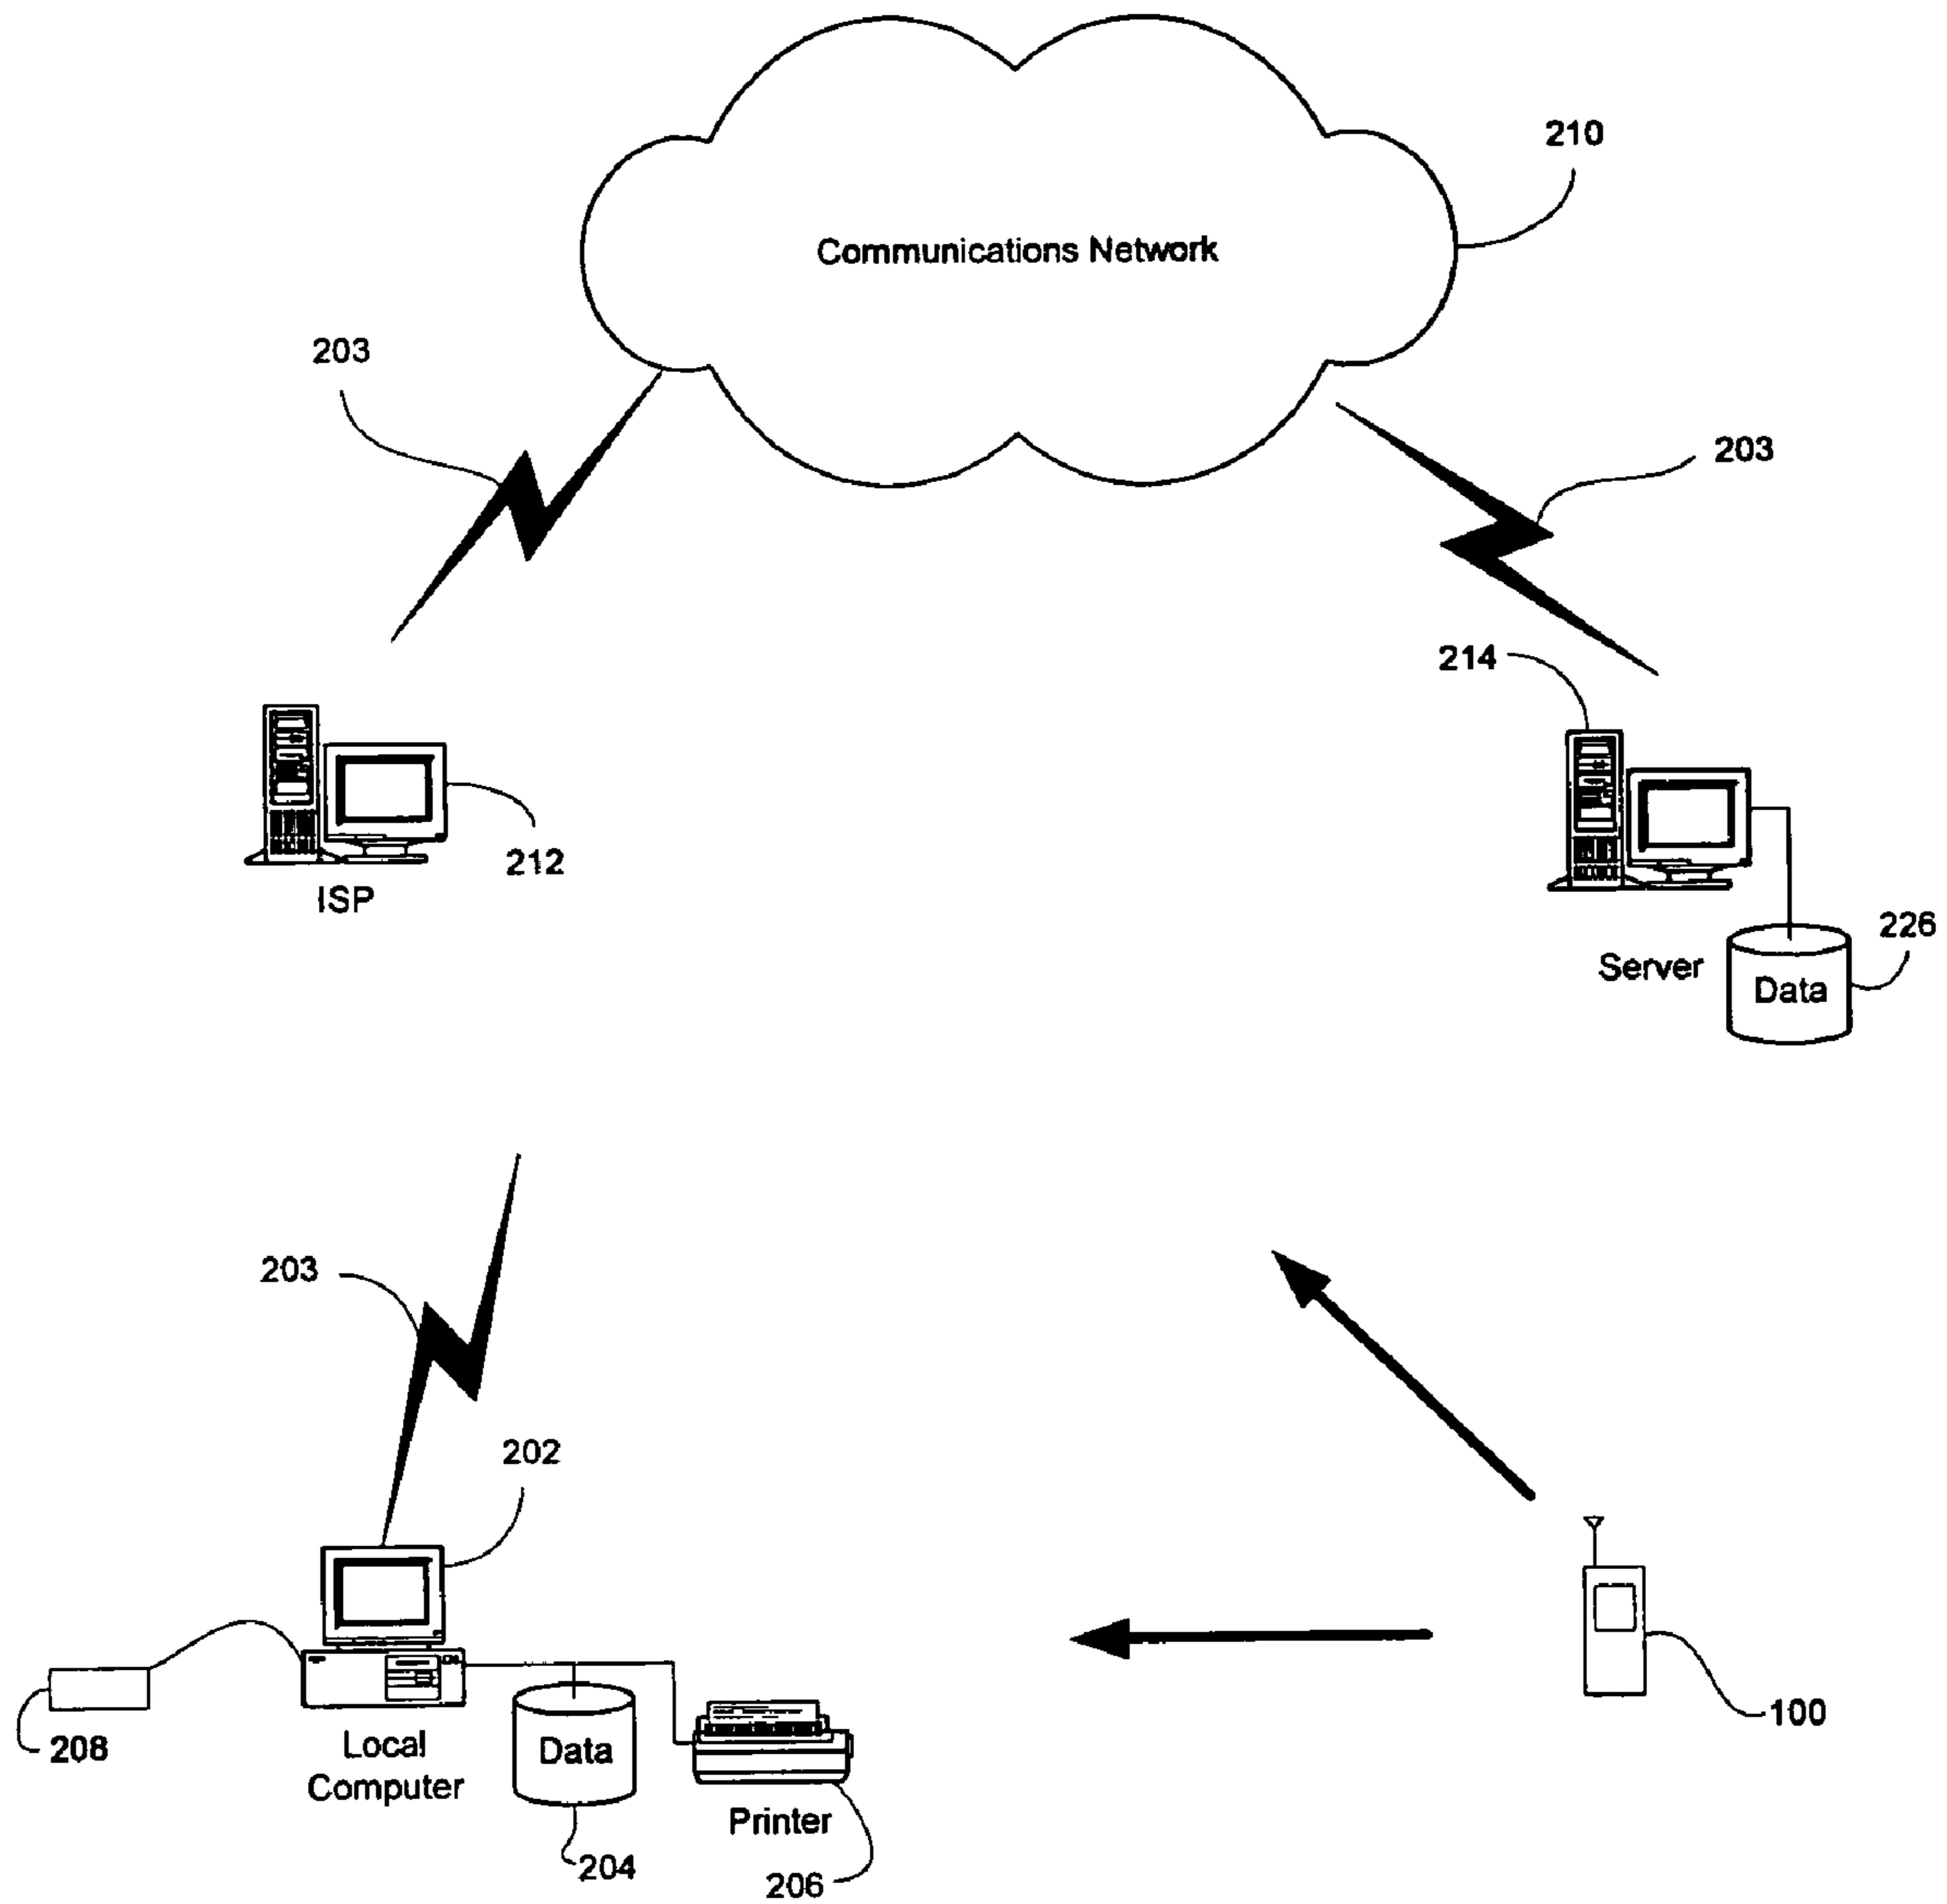 210
Communications Network
203
203
214
212
ISP
226
Server
Data
203
202
100
208
Local
Computer
Data
Printer
204
206